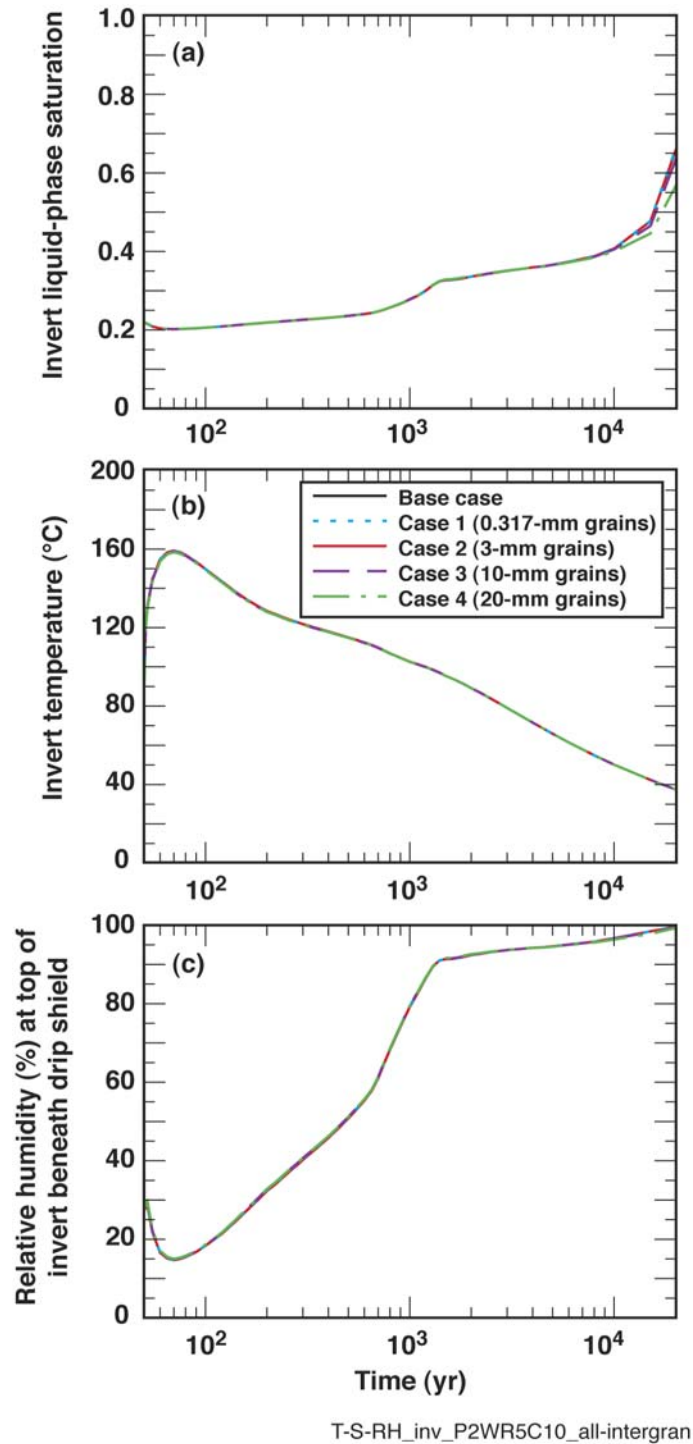 1.0
(a)
0.8
0.6
0.4
0.2
0
Invert liquid-phase saturation
10²
10³
10⁴
200
(b)
160
120
80
40
0
Invert temperature (°C)
Base case
Case 1 (0.317-mm grains)
Case 2 (3-mm grains)
Case 3 (10-mm grains)
Case 4 (20-mm grains)
10²
10³
10⁴
100
(c)
80
60
40
20
0
Relative humidity (%) at top of
invert beneath drip shield
10²
10³
10⁴
Time (yr)
T-S-RH_inv_P2WR5C10_all-intergran